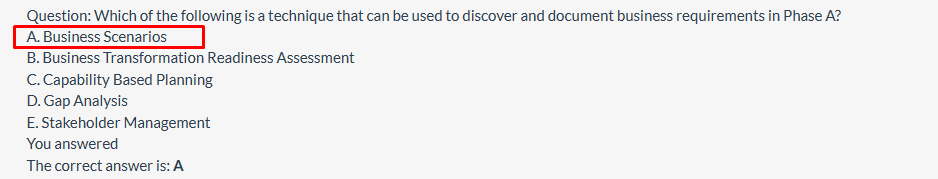 Question: Which of the following is a technique that can be used to discover and document business requirements in Phase A?
A. Business Scenarios
B. Business Transformation Readiness Assessment
C. Capability Based Planning
D. Gap Analysis
E. Stakeholder Management
You answered
The correct answer is: A